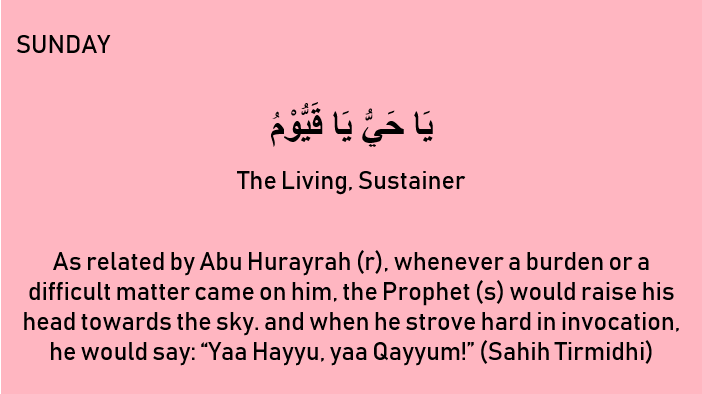 SUNDAY
يَا حَيُّ يَا قَيُّوْمُ
The Living, Sustainer
As related by Abu Hurayrah (r), whenever a burden or a
difficult matter came on him, the Prophet (s) would raise his
head towards the sky. and when he strove hard in invocation,
he would say: “Yaa Hayyu, yaa Qayyum!” (Sahih Tirmidhi)